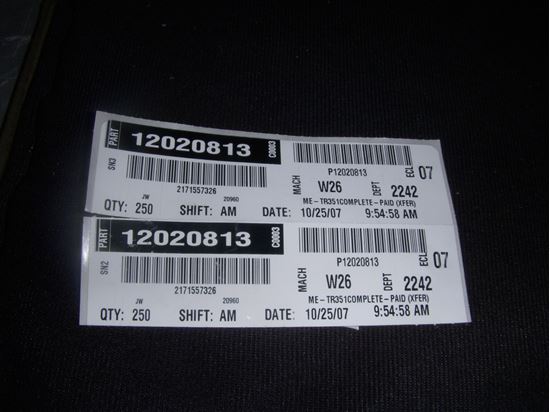 PART 12020813 C0003
P12020813
ECL 07
SN3
MACH W26 DEPT 2242
JW 2171557326 20960
ME-TR351COMPLETE-PAID (XFER)
QTY: 250 SHIFT: AM DATE: 10/25/07 9:54:58 AM
PART 12020813 C0003
P12020813
ECL 07
SN2
MACH W26 DEPT 2242
JW 2171557326 20960
ME-TR351COMPLETE-PAID (XFER)
QTY: 250 SHIFT: AM DATE: 10/25/07 9:54:58 AM